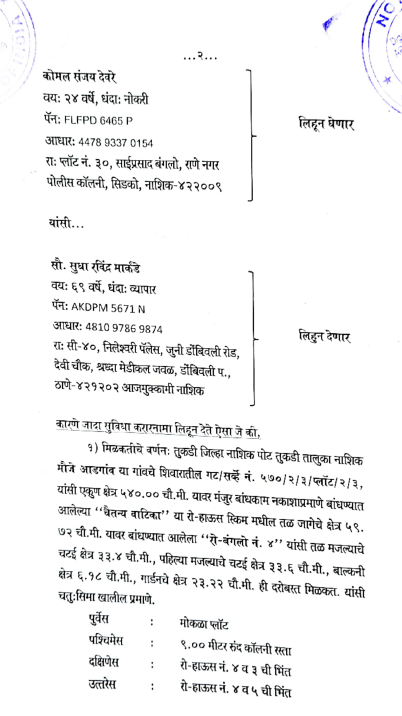 ...२...
कोमल संजय देवरे
वय: २४ वर्षे, धंदा: नोकरी
पॅन: FLFPD 6465 P
आधार: 4478 9337 0154
रा: प्लॉट नं. ३०, साईप्रसाद बंगलो, राणे नगर
पोलीस कॉलनी, सिडको, नाशिक-४२२००९
लिहून घेणार
यांसी...
सौ. सुधा रविंद्र मार्कंडे
वय: ६९ वर्षे, धंदा: व्यापार
पॅन: AKDPM 5671 N
आधार: 4810 9786 9874
रा: सी-४०, निलेश्वरी पॅलेस, जुनी डोंबिवली रोड,
देवी चौक, श्रध्दा मेडीकल जवळ, डोंबिवली प.,
ठाणे-४२१२०२ आजमुक्कामी नाशिक
लिहुन देणार
कारणे जादा सुविधा करारनामा लिहून देते ऐसा जे की,
१) मिळकतीचे वर्णन: तुकडी जिल्हा नाशिक पोट तुकडी तालुका नाशिक
मौजे आडगांव या गांवचे शिवारातील गट/सर्व्हे नं. ५७०/२/३/प्लॉट/२/३,
यांसी एकुण क्षेत्र ५४०.०० चौ.मी. यावर मंजुर बांधकाम नकाशाप्रमाणे बांधण्यात
आलेल्या ''चैतन्य वाटिका'' या रो-हाऊस स्किम मधील तळ जागेचे क्षेत्र ५९.
७२ चौ.मी. यावर बांधण्यात आलेला ''रो-बंगलो नं. ४'' यांसी तळ मजल्याचे
चटई क्षेत्र ३३.४ चौ.मी., पहिल्या मजल्याचे चटई क्षेत्र ३३.६ चौ.मी., बाल्कनी
क्षेत्र ६.१८ चौ.मी., गार्डनचे क्षेत्र २३.२२ चौ.मी. ही दरोबस्त मिळकत. यांसी
चतु:सिमा खालील प्रमाणे.
पुर्वेस : मोकळा प्लॉट
पश्चिमेस : ९.०० मीटर रुंद कॉलनी रस्ता
दक्षिणेस : रो-हाऊस नं. ४ व ३ ची भिंत
उत्तरेस : रो-हाऊस नं. ४ व ५ ची भिंत